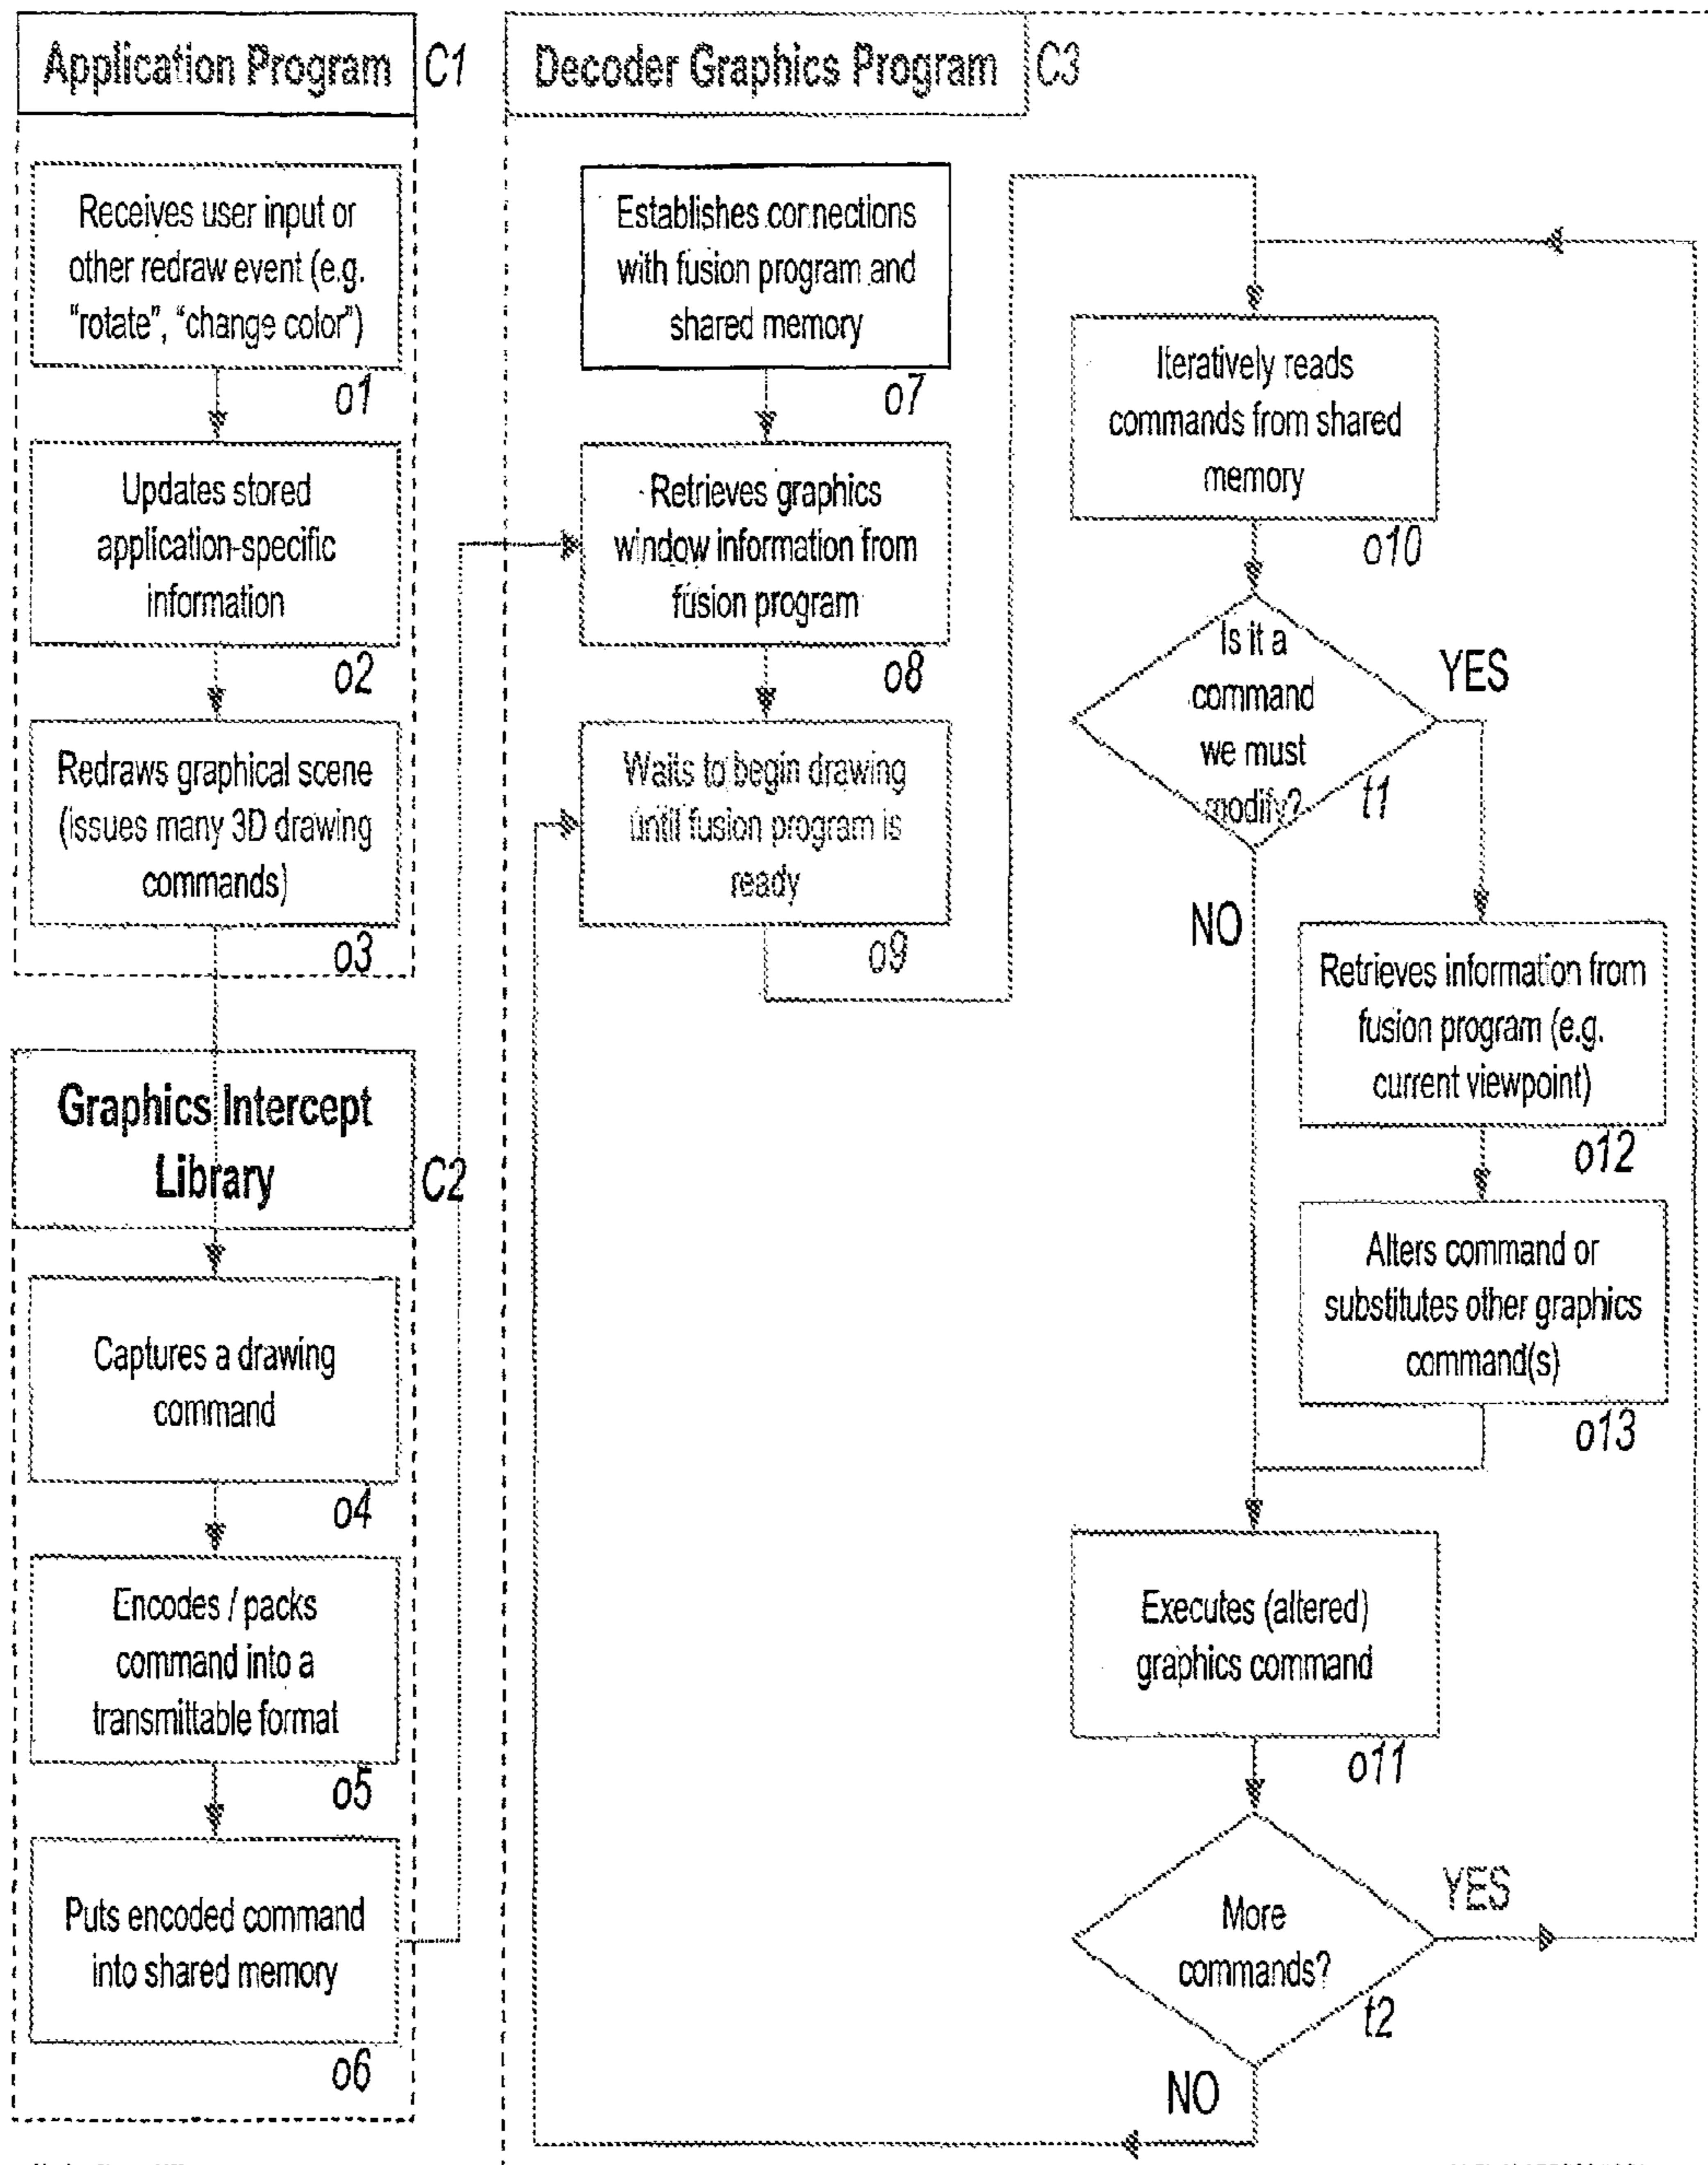 Application Program
C1
Receives user input or
other redraw event (e.g.
"rotate", "change color")
o1
Updates stored
application-specific
information
o2
Redraws graphical scene
(issues many 3D drawing
commands)
o3
Graphics Intercept
Library
C2
Captures a drawing
command
o4
Encodes / packs
command into a
transmittable format
o5
Puts encoded command
into shared memory
o6
Decoder Graphics Program
C3
Establishes connections
with fusion program and
shared memory
o7
Retrieves graphics
window information from
fusion program
o8
Waits to begin drawing
until fusion program is
ready
o9
Iteratively reads
commands from shared
memory
o10
Is it a
command
we must
modify?
t1
YES
NO
Retrieves information from
fusion program (e.g.
current viewpoint)
o12
Alters command or
substitutes other graphics
command(s)
o13
Executes (altered)
graphics command
o11
More
commands?
t2
YES
NO